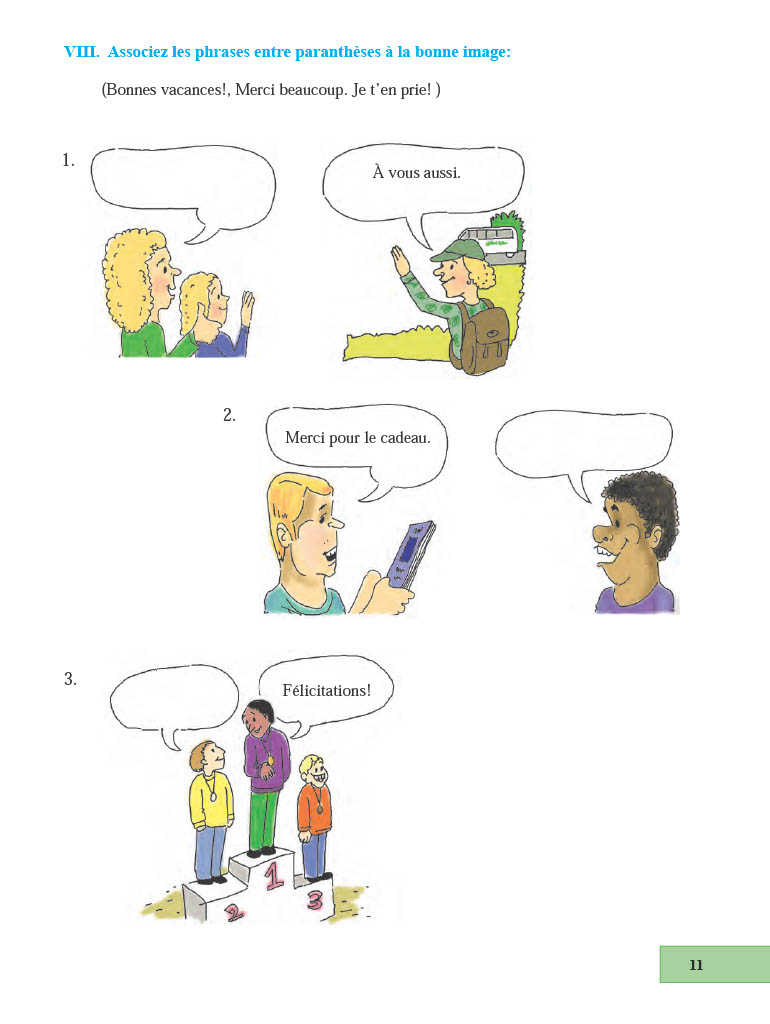 VIII. Associez les phrases entre paranthèses à la bonne image:
(Bonnes vacances!, Merci beaucoup. Je t'en prie! )
1.
À vous aussi.
2.
Merci pour le cadeau.
3.
Félicitations!
1
2
3
11